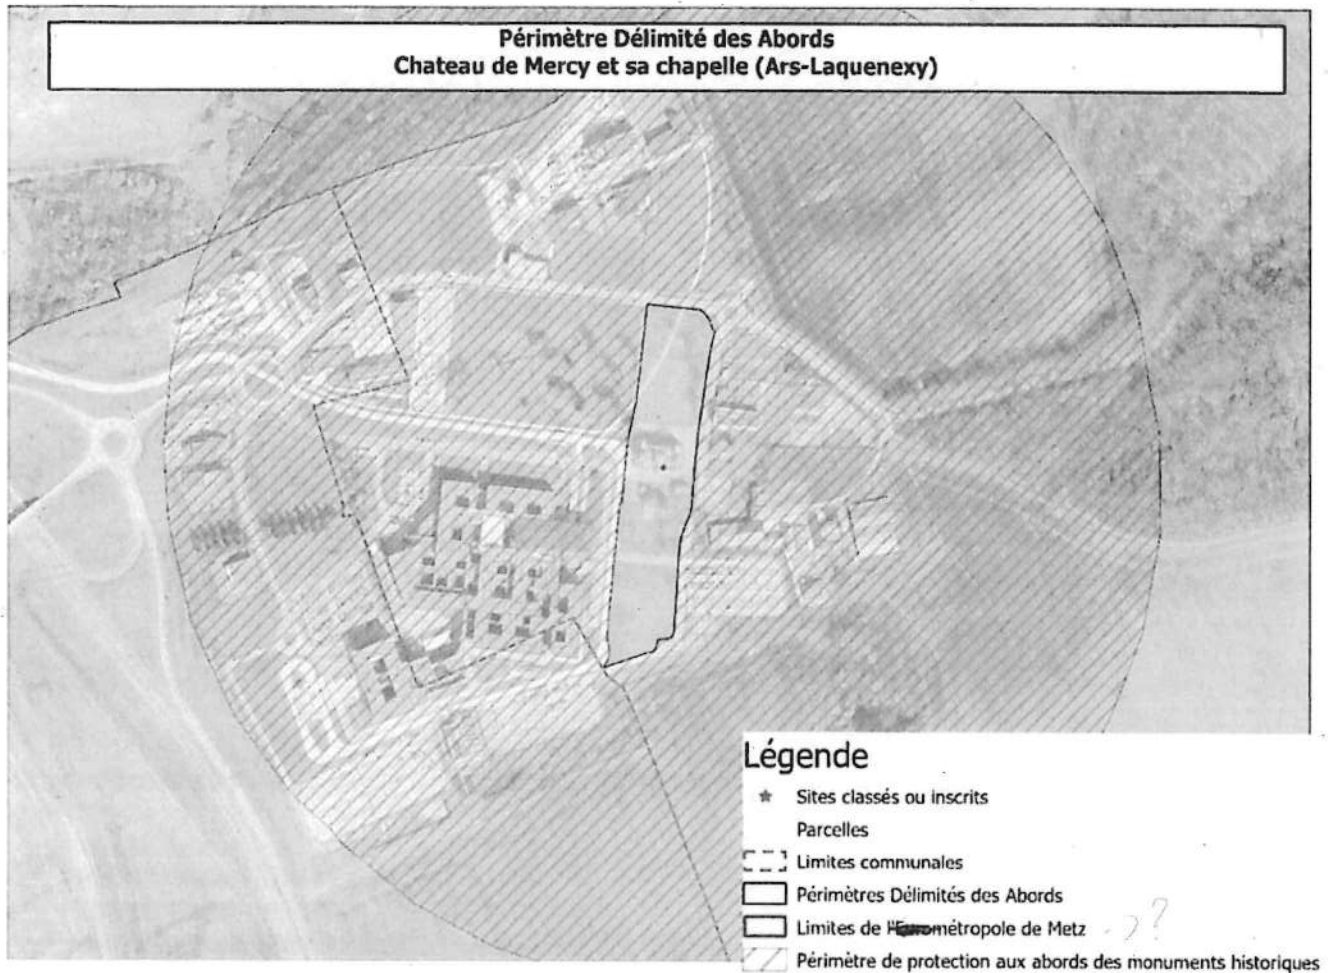 Périmètre Délimité des Abords
Chateau de Mercy et sa chapelle (Ars-Laquenexy)
Légende
Sites classés ou inscrits
Parcelles
Limites communales
Périmètres Délimités des Abords
Limites de l'Eurométropole de Metz ?
Périmètre de protection aux abords des monuments historiques